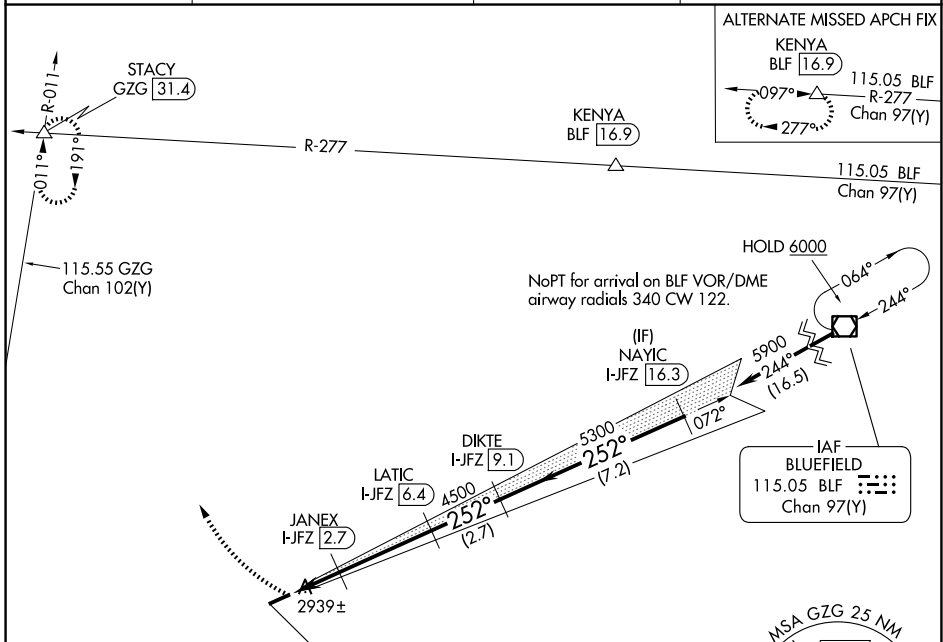 ALTERNATE MISSED APCH FIX
KENYA
BLF 16.9
097°
277°
115.05 BLF
R-277
Chan 97(Y)
R-011
STACY
GZG 31.4
011°
191°
R-277
KENYA
BLF 16.9
115.05 BLF
Chan 97(Y)
115.55 GZG
Chan 102(Y)
HOLD 6000
064°
244°
NoPT for arrival on BLF VOR/DME
airway radials 340 CW 122.
(IF)
NAYIC
I-JFZ 16.3
5900
244°
(16.5)
072°
5300
252°
(7.2)
DIKTE
I-JFZ 9.1
LATIC
I-JFZ 6.4
4500
252°
(2.7)
JANEX
I-JFZ 2.7
2939±
IAF
BLUEFIELD
115.05 BLF
Chan 97(Y)
MSA GZG 25 NM